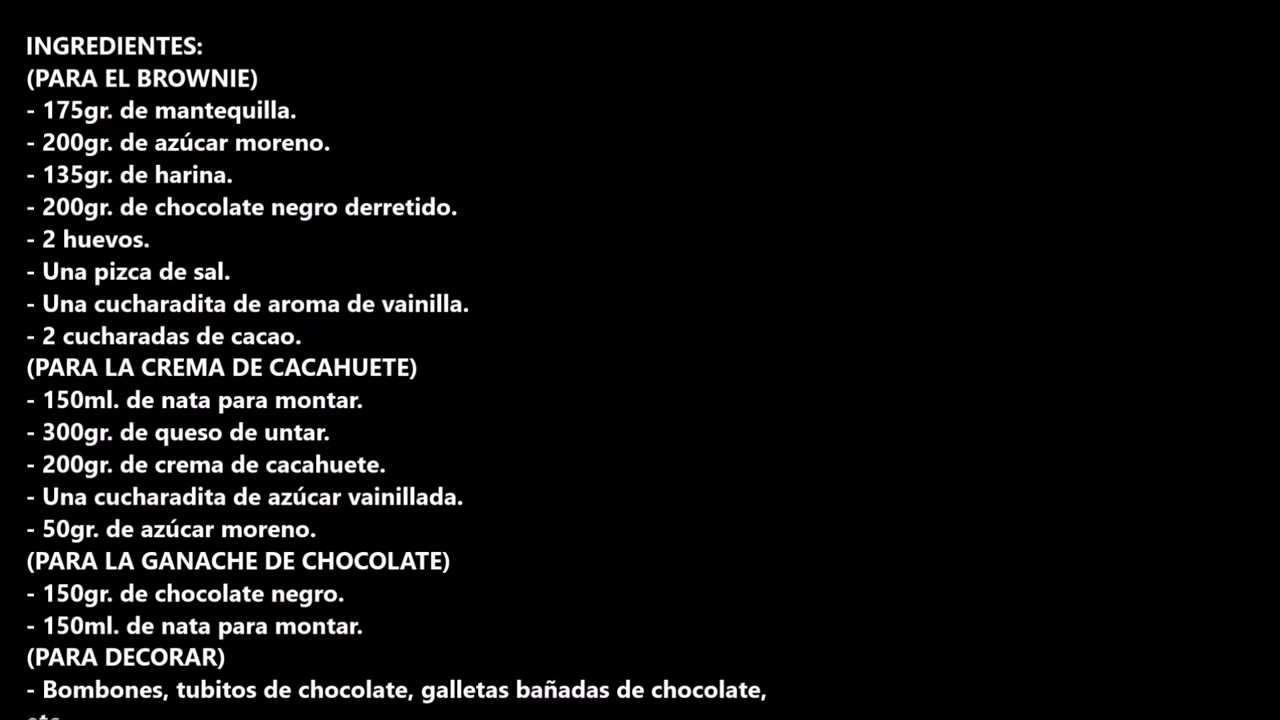 INGREDIENTES:
(PARA EL BROWNIE)
- 175gr. de mantequilla.
- 200gr. de azúcar moreno.
- 135gr. de harina.
- 200gr. de chocolate negro derretido.
- 2 huevos.
- Una pizca de sal.
- Una cucharadita de aroma de vainilla.
- 2 cucharadas de cacao.
(PARA LA CREMA DE CACAHUETE)
- 150ml. de nata para montar.
- 300gr. de queso de untar.
- 200gr. de crema de cacahuete.
- Una cucharadita de azúcar vainillada.
- 50gr. de azúcar moreno.
(PARA LA GANACHE DE CHOCOLATE)
- 150gr. de chocolate negro.
- 150ml. de nata para montar.
(PARA DECORAR)
- Bombones, tubitos de chocolate, galletas bañadas de chocolate,